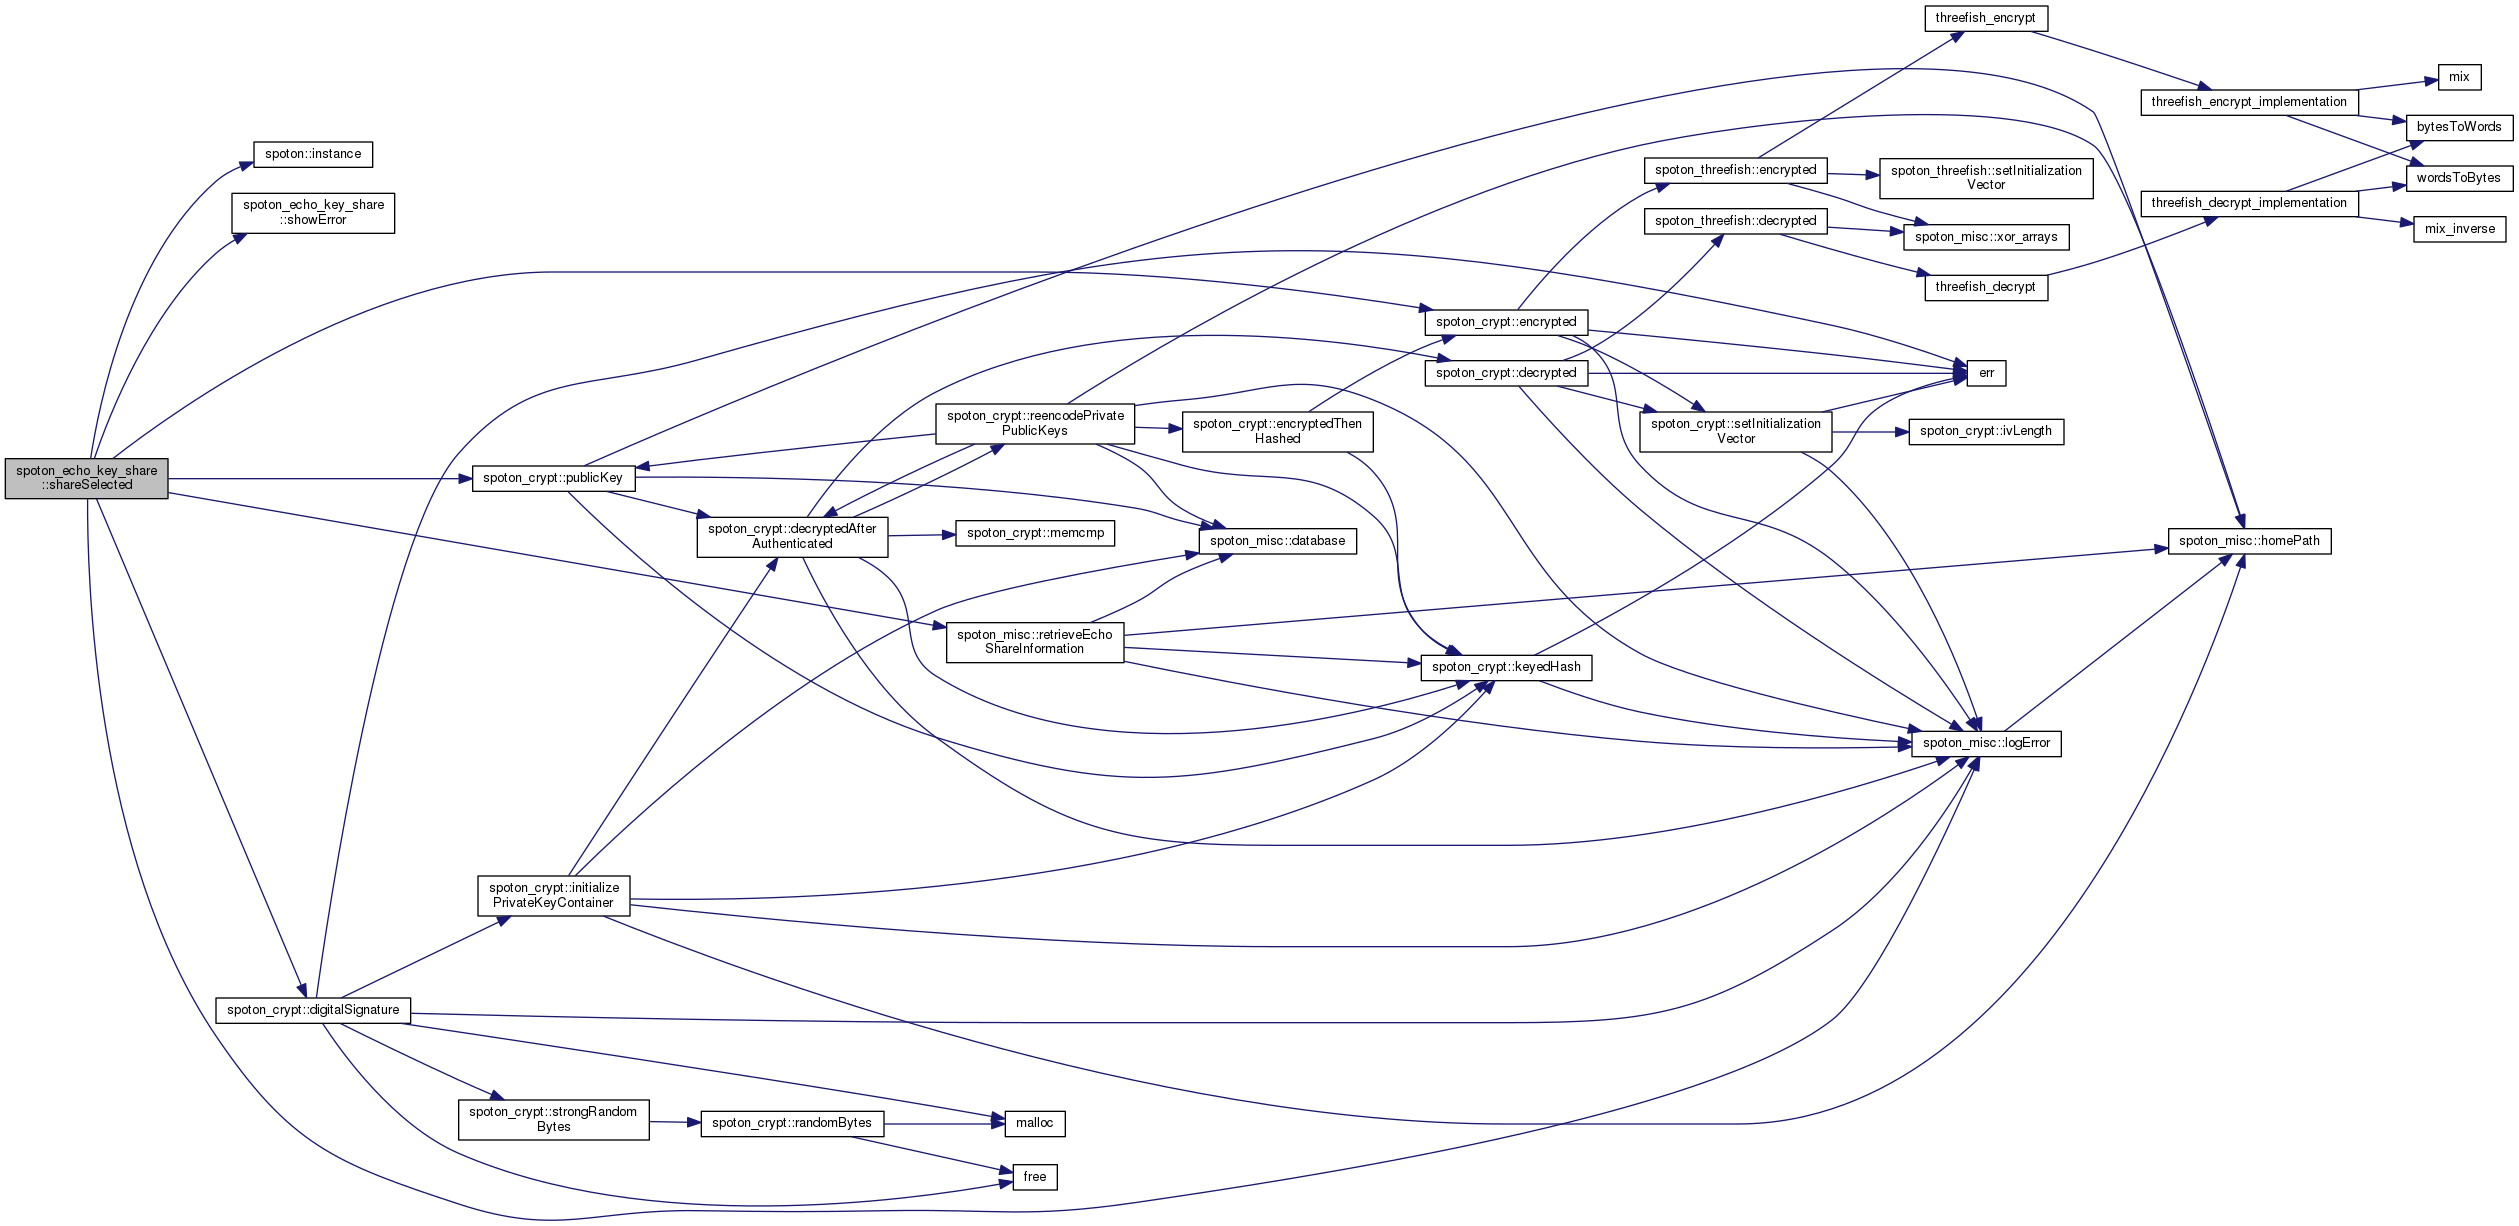 threefish_encrypt
mix
threefish_encrypt_implementation
bytesToWords
spoton::instance
spoton_threefish::encrypted
spoton_threefish::setInitialization
Vector
wordsToBytes
spoton_echo_key_share
::showError
threefish_decrypt_implementation
spoton_threefish::decrypted
spoton_misc::xor_arrays
mix_inverse
threefish_decrypt
spoton_crypt::encrypted
spoton_crypt::decrypted
err
spoton_crypt::reencodePrivate
PublicKeys
spoton_crypt::encryptedThen
Hashed
spoton_crypt::setInitialization
Vector
spoton_crypt::ivLength
spoton_echo_key_share
::shareSelected
spoton_crypt::publicKey
spoton_crypt::decryptedAfter
Authenticated
spoton_crypt::memcmp
spoton_misc::database
spoton_misc::homePath
spoton_misc::retrieveEcho
ShareInformation
spoton_crypt::keyedHash
spoton_misc::logError
spoton_crypt::initialize
PrivateKeyContainer
spoton_crypt::digitalSignature
spoton_crypt::strongRandom
Bytes
spoton_crypt::randomBytes
malloc
free